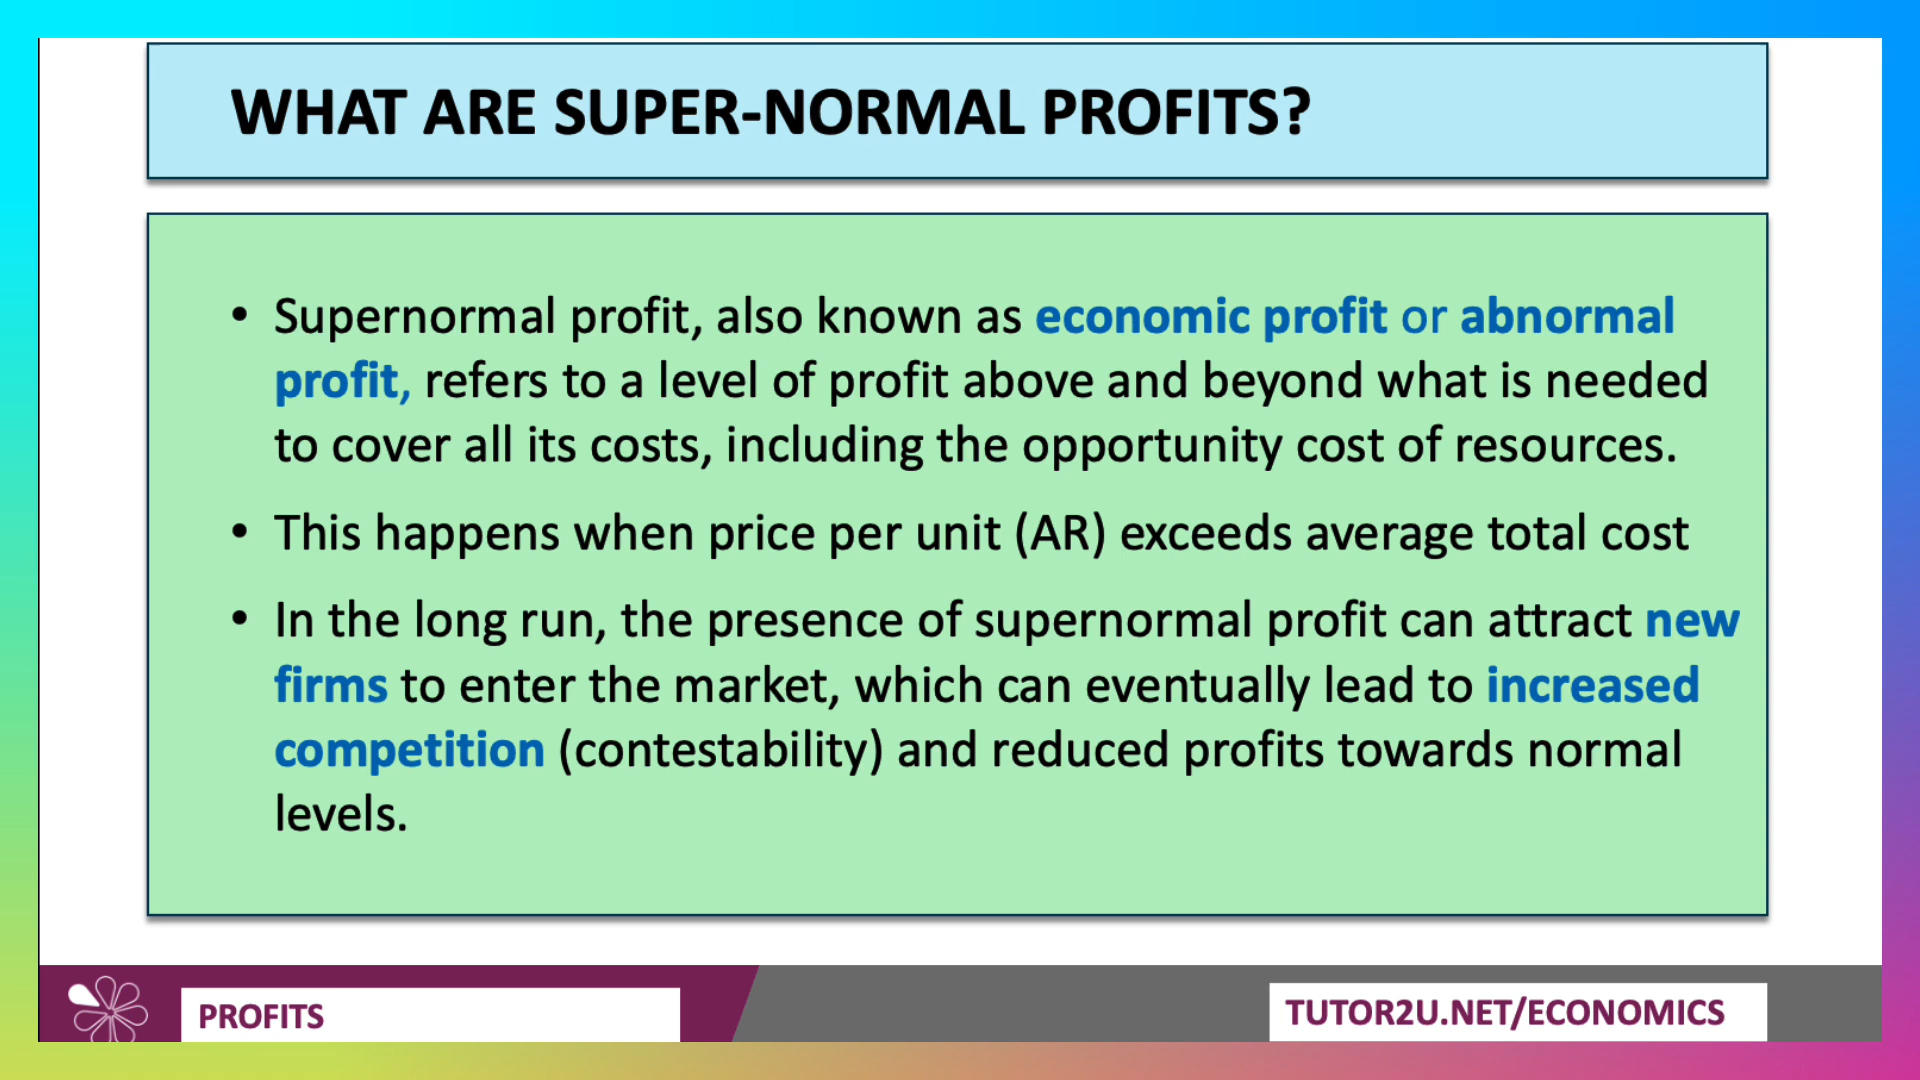 WHAT ARE SUPER-NORMAL PROFITS?
• Supernormal profit, also known as economic profit or abnormal
profit, refers to a level of profit above and beyond what is needed
to cover all its costs, including the opportunity cost of resources.
• This happens when price per unit (AR) exceeds average total cost
• In the long run, the presence of supernormal profit can attract new
firms to enter the market, which can eventually lead to increased
competition (contestability) and reduced profits towards normal
levels.
PROFITS
TUTOR2U.NET/ECONOMICS